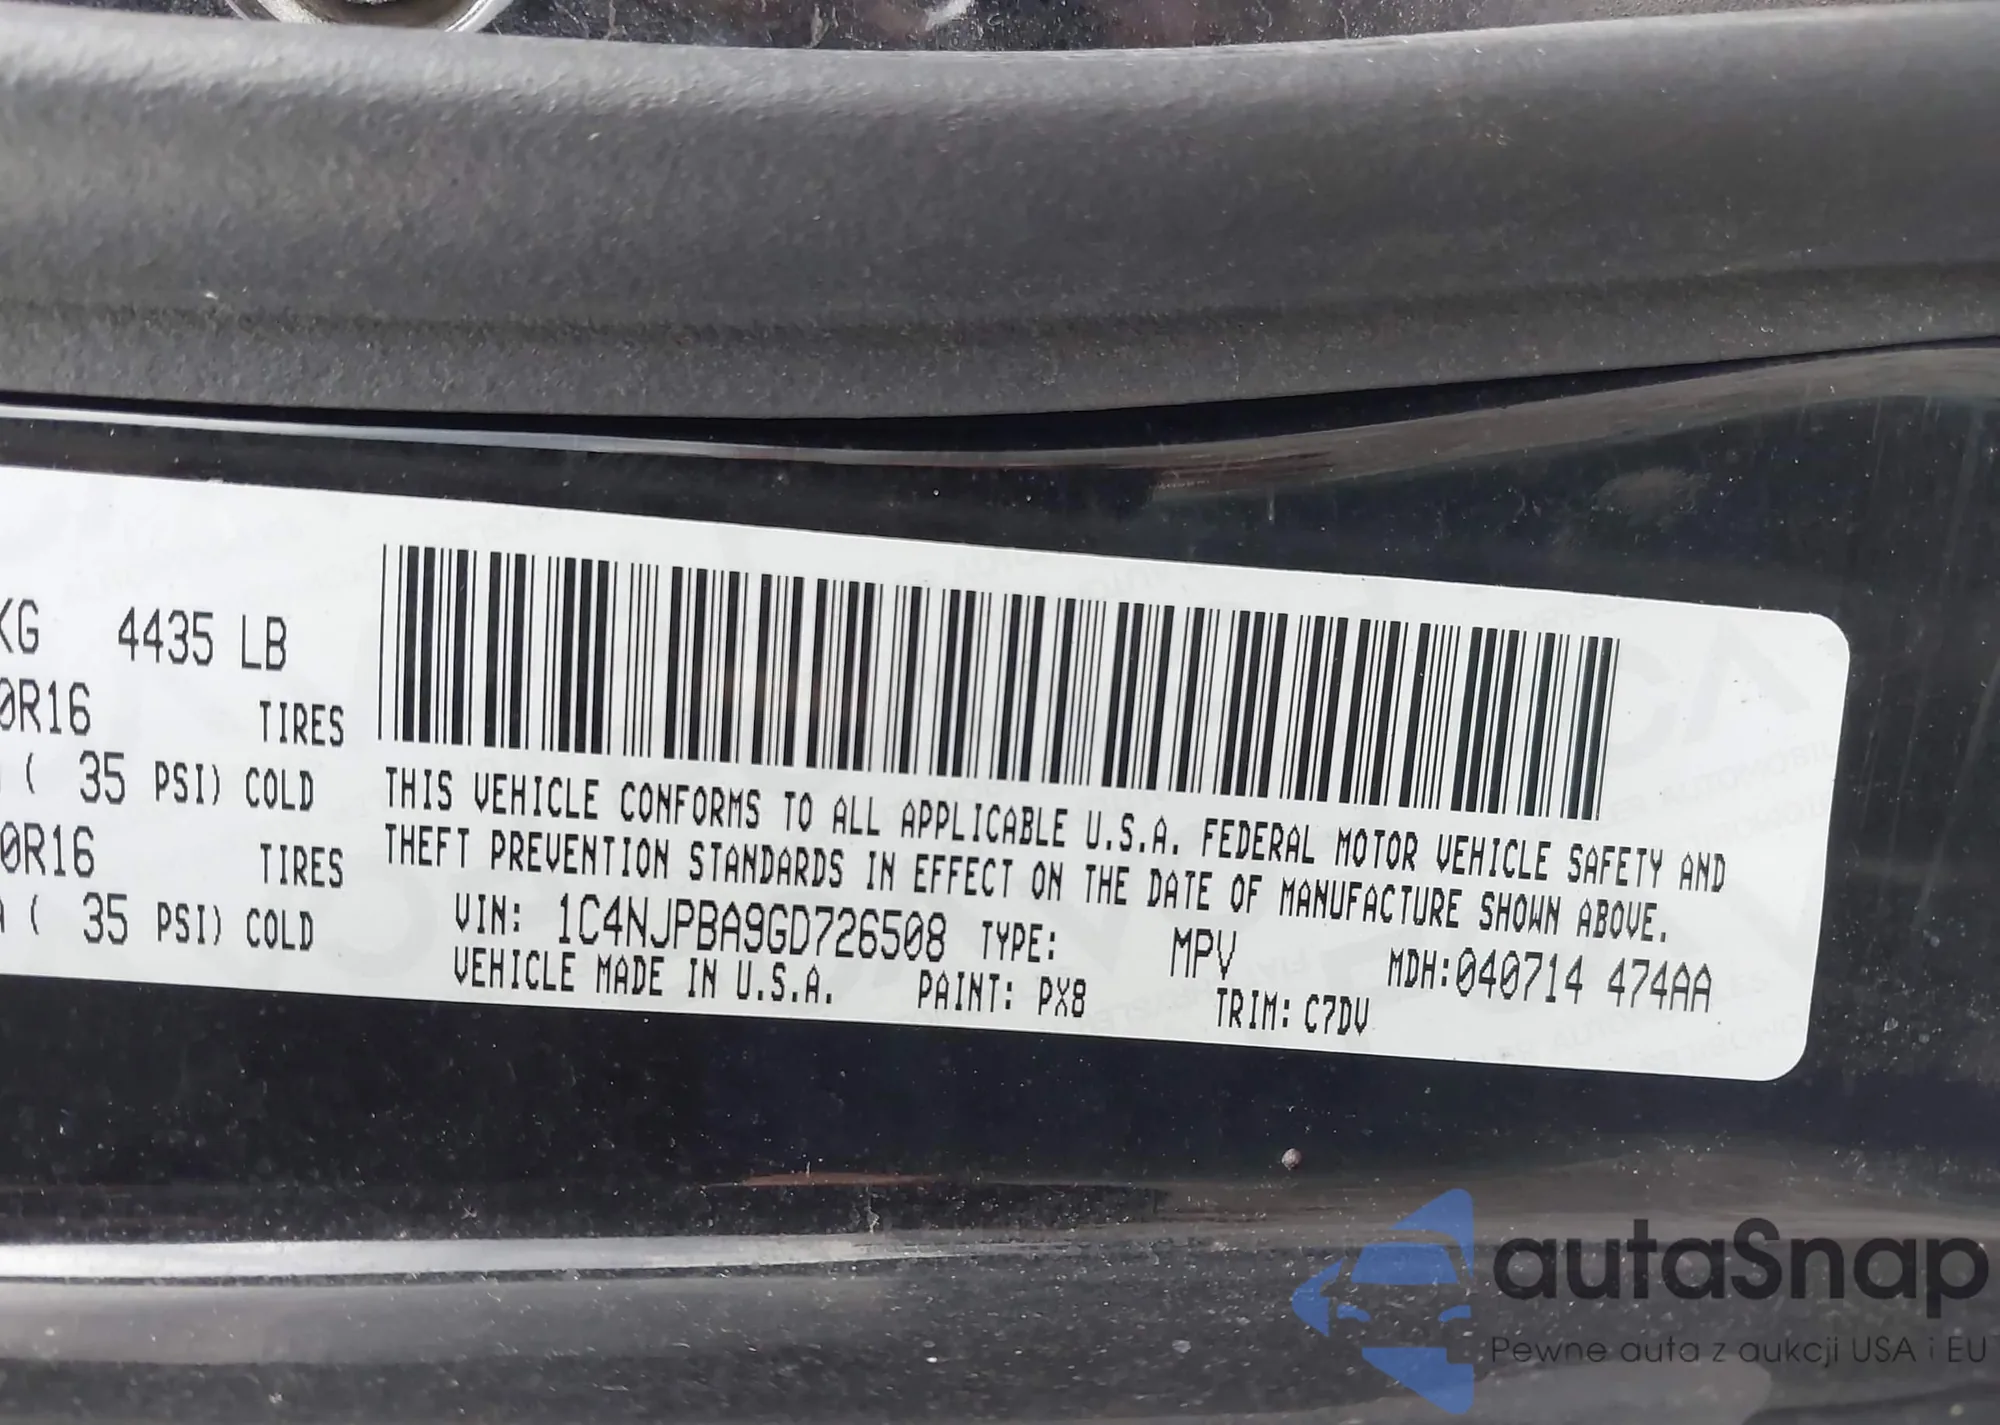 KG 4435 LB
0R16 TIRES
( 35 PSI) COLD
0R16 TIRES
( 35 PSI) COLD
THIS VEHICLE CONFORMS TO ALL APPLICABLE U.S.A. FEDERAL MOTOR VEHICLE SAFETY AND
THEFT PREVENTION STANDARDS IN EFFECT ON THE DATE OF MANUFACTURE SHOWN ABOVE.
VIN: 1C4NJPBA9GD726508 TYPE: MPV MDH:040714 474AA
VEHICLE MADE IN U.S.A. PAINT: PX8 TRIM: C7DV
autaSnap
Pewne auta z aukcji USA i EU